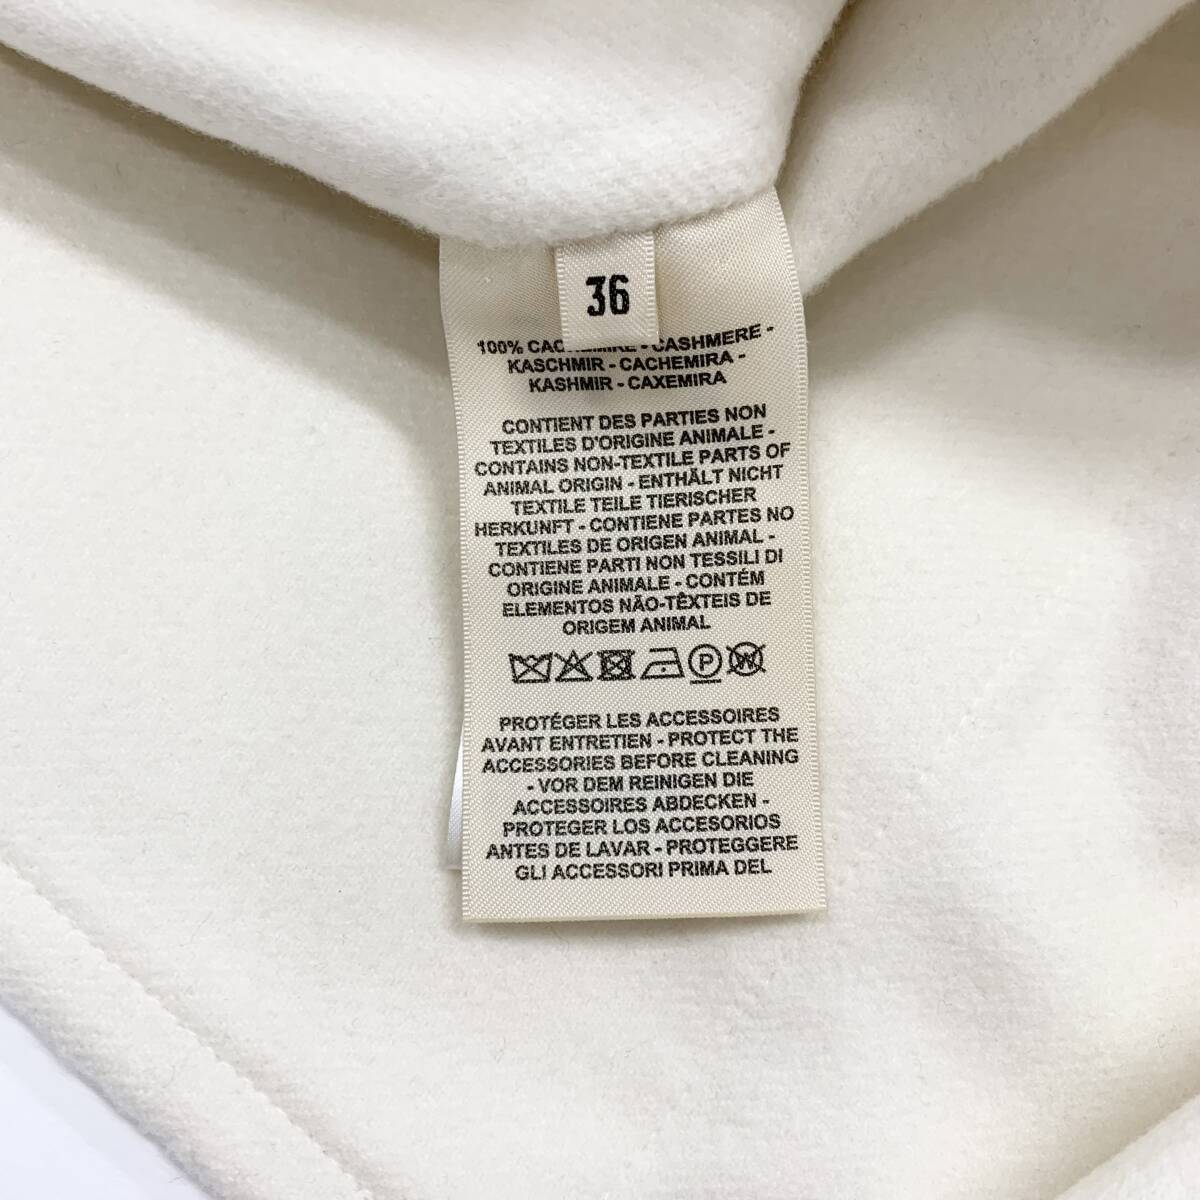 36
100% - CASHMERE -
KASCHMIR - CACHEMIRA -
KASHMIR - CAXEMIRA
CONTIENT DES PARTIES NON
TEXTILES D'ORIGINE ANIMALE -
CONTAINS NON-TEXTILE PARTS OF
ANIMAL ORIGIN - ENTHÄLT NICHT
TEXTILE TEILE TIERISCHER
HERKUNFT - CONTIENE PARTES NO
TEXTILES DE ORIGEN ANIMAL -
CONTIENE PARTI NON TESSILI DI
ORIGINE ANIMALE - CONTÉM
ELEMENTOS NÃO-TÊXTEIS DE
ORIGEM ANIMAL
P W
PROTÉGER LES ACCESSOIRES
AVANT ENTRETIEN - PROTECT THE
ACCESSORIES BEFORE CLEANING
- VOR DEM REINIGEN DIE
ACCESSOIRES ABDECKEN -
PROTEGER LOS ACCESORIOS
ANTES DE LAVAR - PROTEGGERE
GLI ACCESSORI PRIMA DEL